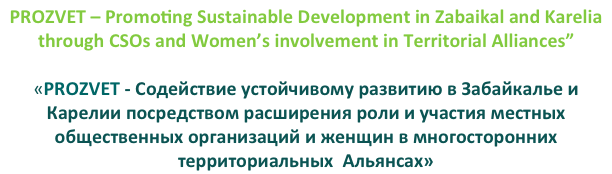 PROZVET – Promoting Sustainable Development in Zabaikal and Karelia
through CSOs and Women’s involvement in Territorial Alliances”
«PROZVET - Содействие устойчивому развитию в Забайкалье и
Карелии посредством расширения роли и участия местных
общественных организаций и женщин в многосторонних
территориальных Альянсах»